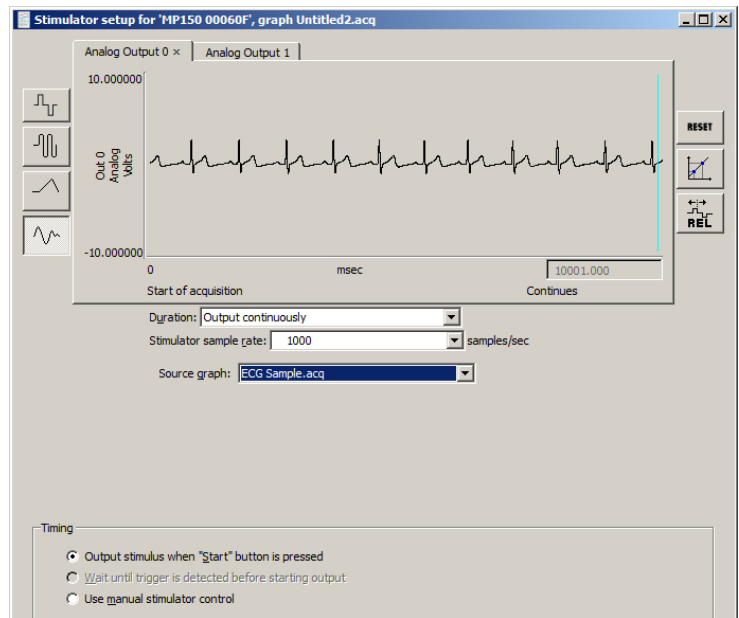 Stimulator setup for 'MP150 00060F', graph Untitled2.acq
Analog Output 0 ×
Analog Output 1
10.000000
Out 0
Analog
Volts
-10.000000
0
msec
10001.000
Start of acquisition
Continues
RESET
REL
Duration: Output continuously
Stimulator sample rate: 1000 samples/sec
Source graph: ECG Sample.acq
Timing
Output stimulus when "Start" button is pressed
Wait until trigger is detected before starting output
Use manual stimulator control